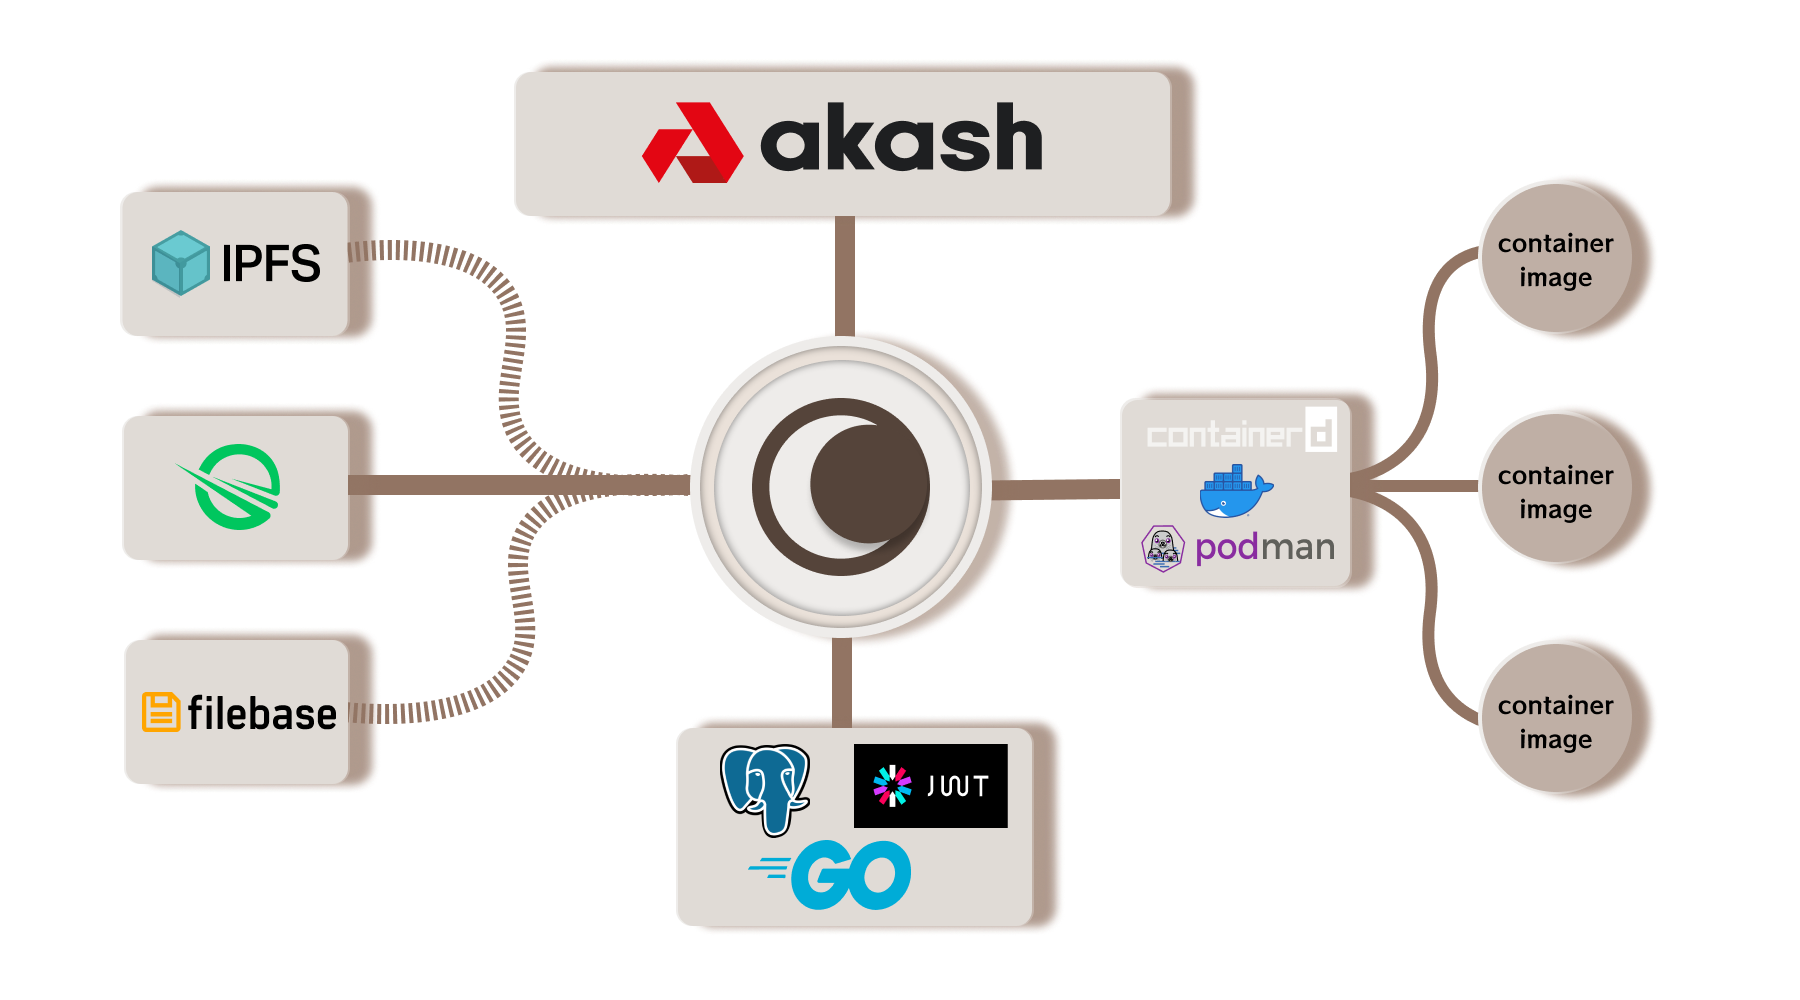 akash
IPFS
container
image
containerd
container
image
podman
filebase
container
image
JWT
GO